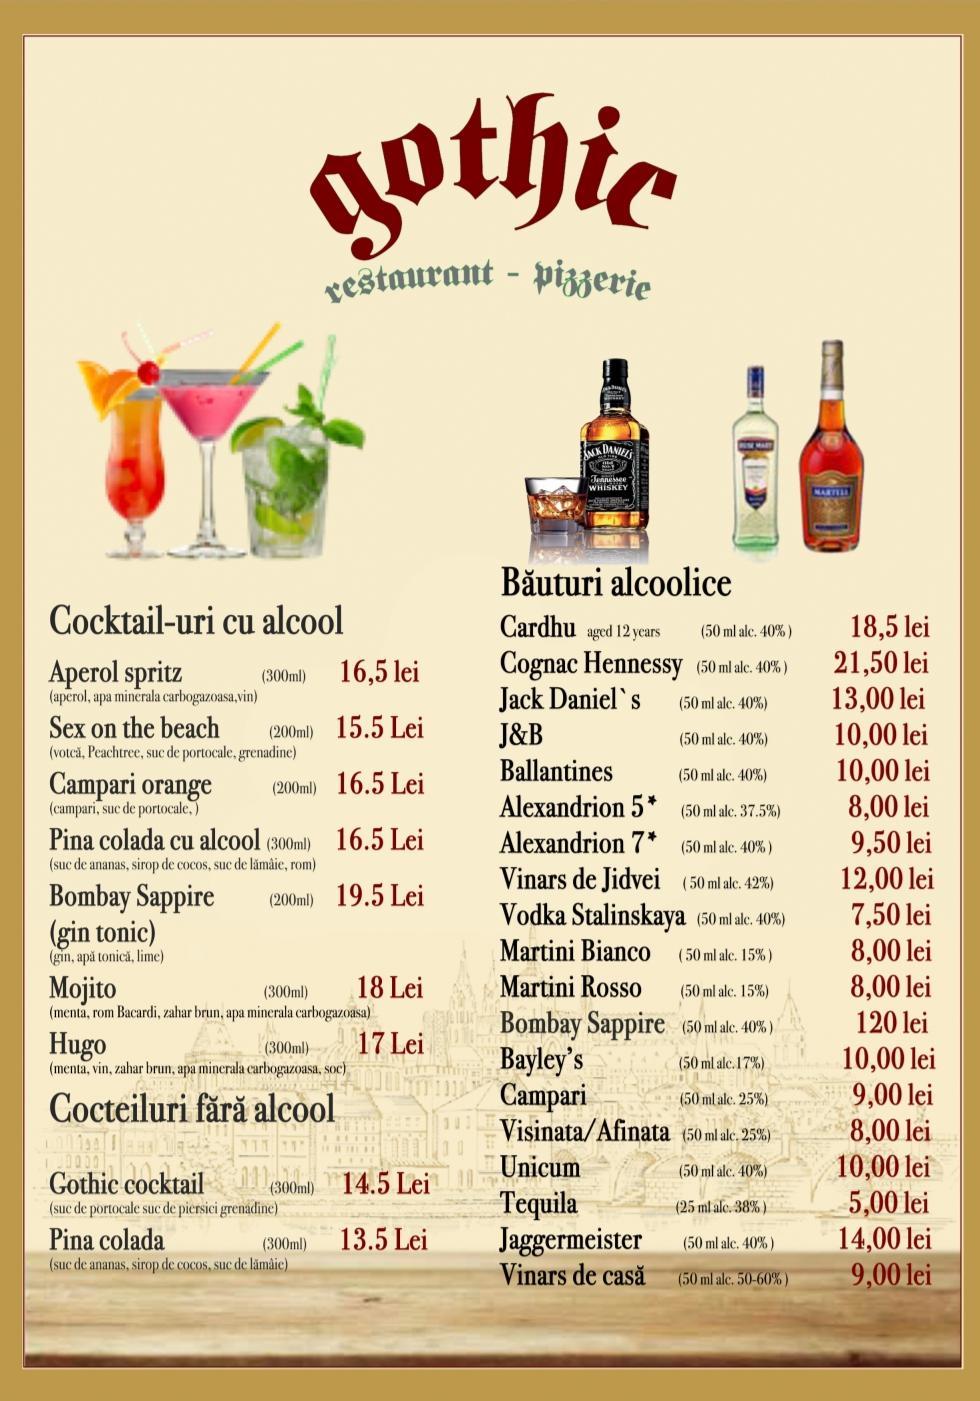 gothic
restaurant - pizzerie
JACK DANIEL'S
Tennessee
WHISKEY
MARTELL
Cocktail-uri cu alcool
Aperol spritz (300ml) 16,5 lei
(aperol, apa minerala carbogazoasa,vin)
Sex on the beach (200ml) 15.5 Lei
(votcă, Peachtree, suc de portocale, grenadine)
Campari orange (200ml) 16.5 Lei
(campari, suc de portocale, )
Pina colada cu alcool (300ml) 16.5 Lei
(suc de ananas, sirop de cocos, suc de lămâie, rom)
Bombay Sappire (200ml) 19.5 Lei
(gin tonic)
(gin, apă tonică, lime)
Mojito (300ml) 18 Lei
(menta, rom Bacardi, zahar brun, apa minerala carbogazoasa)
Hugo (300ml) 17 Lei
(menta, vin, zahar brun, apa minerala carbogazoasa, soc)
Cocteiluri fără alcool
Gothic cocktail (300ml) 14.5 Lei
(suc de portocale suc de piersici grenadine)
Pina colada (300ml) 13.5 Lei
(suc de ananas, sirop de cocos, suc de lămâie)
Băuturi alcoolice
Cardhu aged 12 years (50 ml alc. 40% ) 18,5 lei
Cognac Hennessy (50 ml alc. 40% ) 21,50 lei
Jack Daniel`s (50 ml alc. 40%) 13,00 lei
J&B (50 ml alc. 40%) 10,00 lei
Ballantines (50 ml alc. 40%) 10,00 lei
Alexandrion 5* (50 ml alc. 37.5%) 8,00 lei
Alexandrion 7* (50 ml alc. 40% ) 9,50 lei
Vinars de Jidvei ( 50 ml alc. 42%) 12,00 lei
Vodka Stalinskaya (50 ml alc. 40%) 7,50 lei
Martini Bianco ( 50 ml alc. 15% ) 8,00 lei
Martini Rosso (50 ml alc. 15%) 8,00 lei
Bombay Sappire (50 ml alc. 40% ) 120 lei
Bayley's (50 ml alc.17%) 10,00 lei
Campari (50 ml alc. 25%) 9,00 lei
Visinata/Afinata (50 ml alc. 25%) 8,00 lei
Unicum (50 ml alc. 40%) 10,00 lei
Tequila (25 ml alc. 38% ) 5,00 lei
Jaggermeister (50 ml alc. 40% ) 14,00 lei
Vinars de casă (50 ml alc. 50-60% ) 9,00 lei